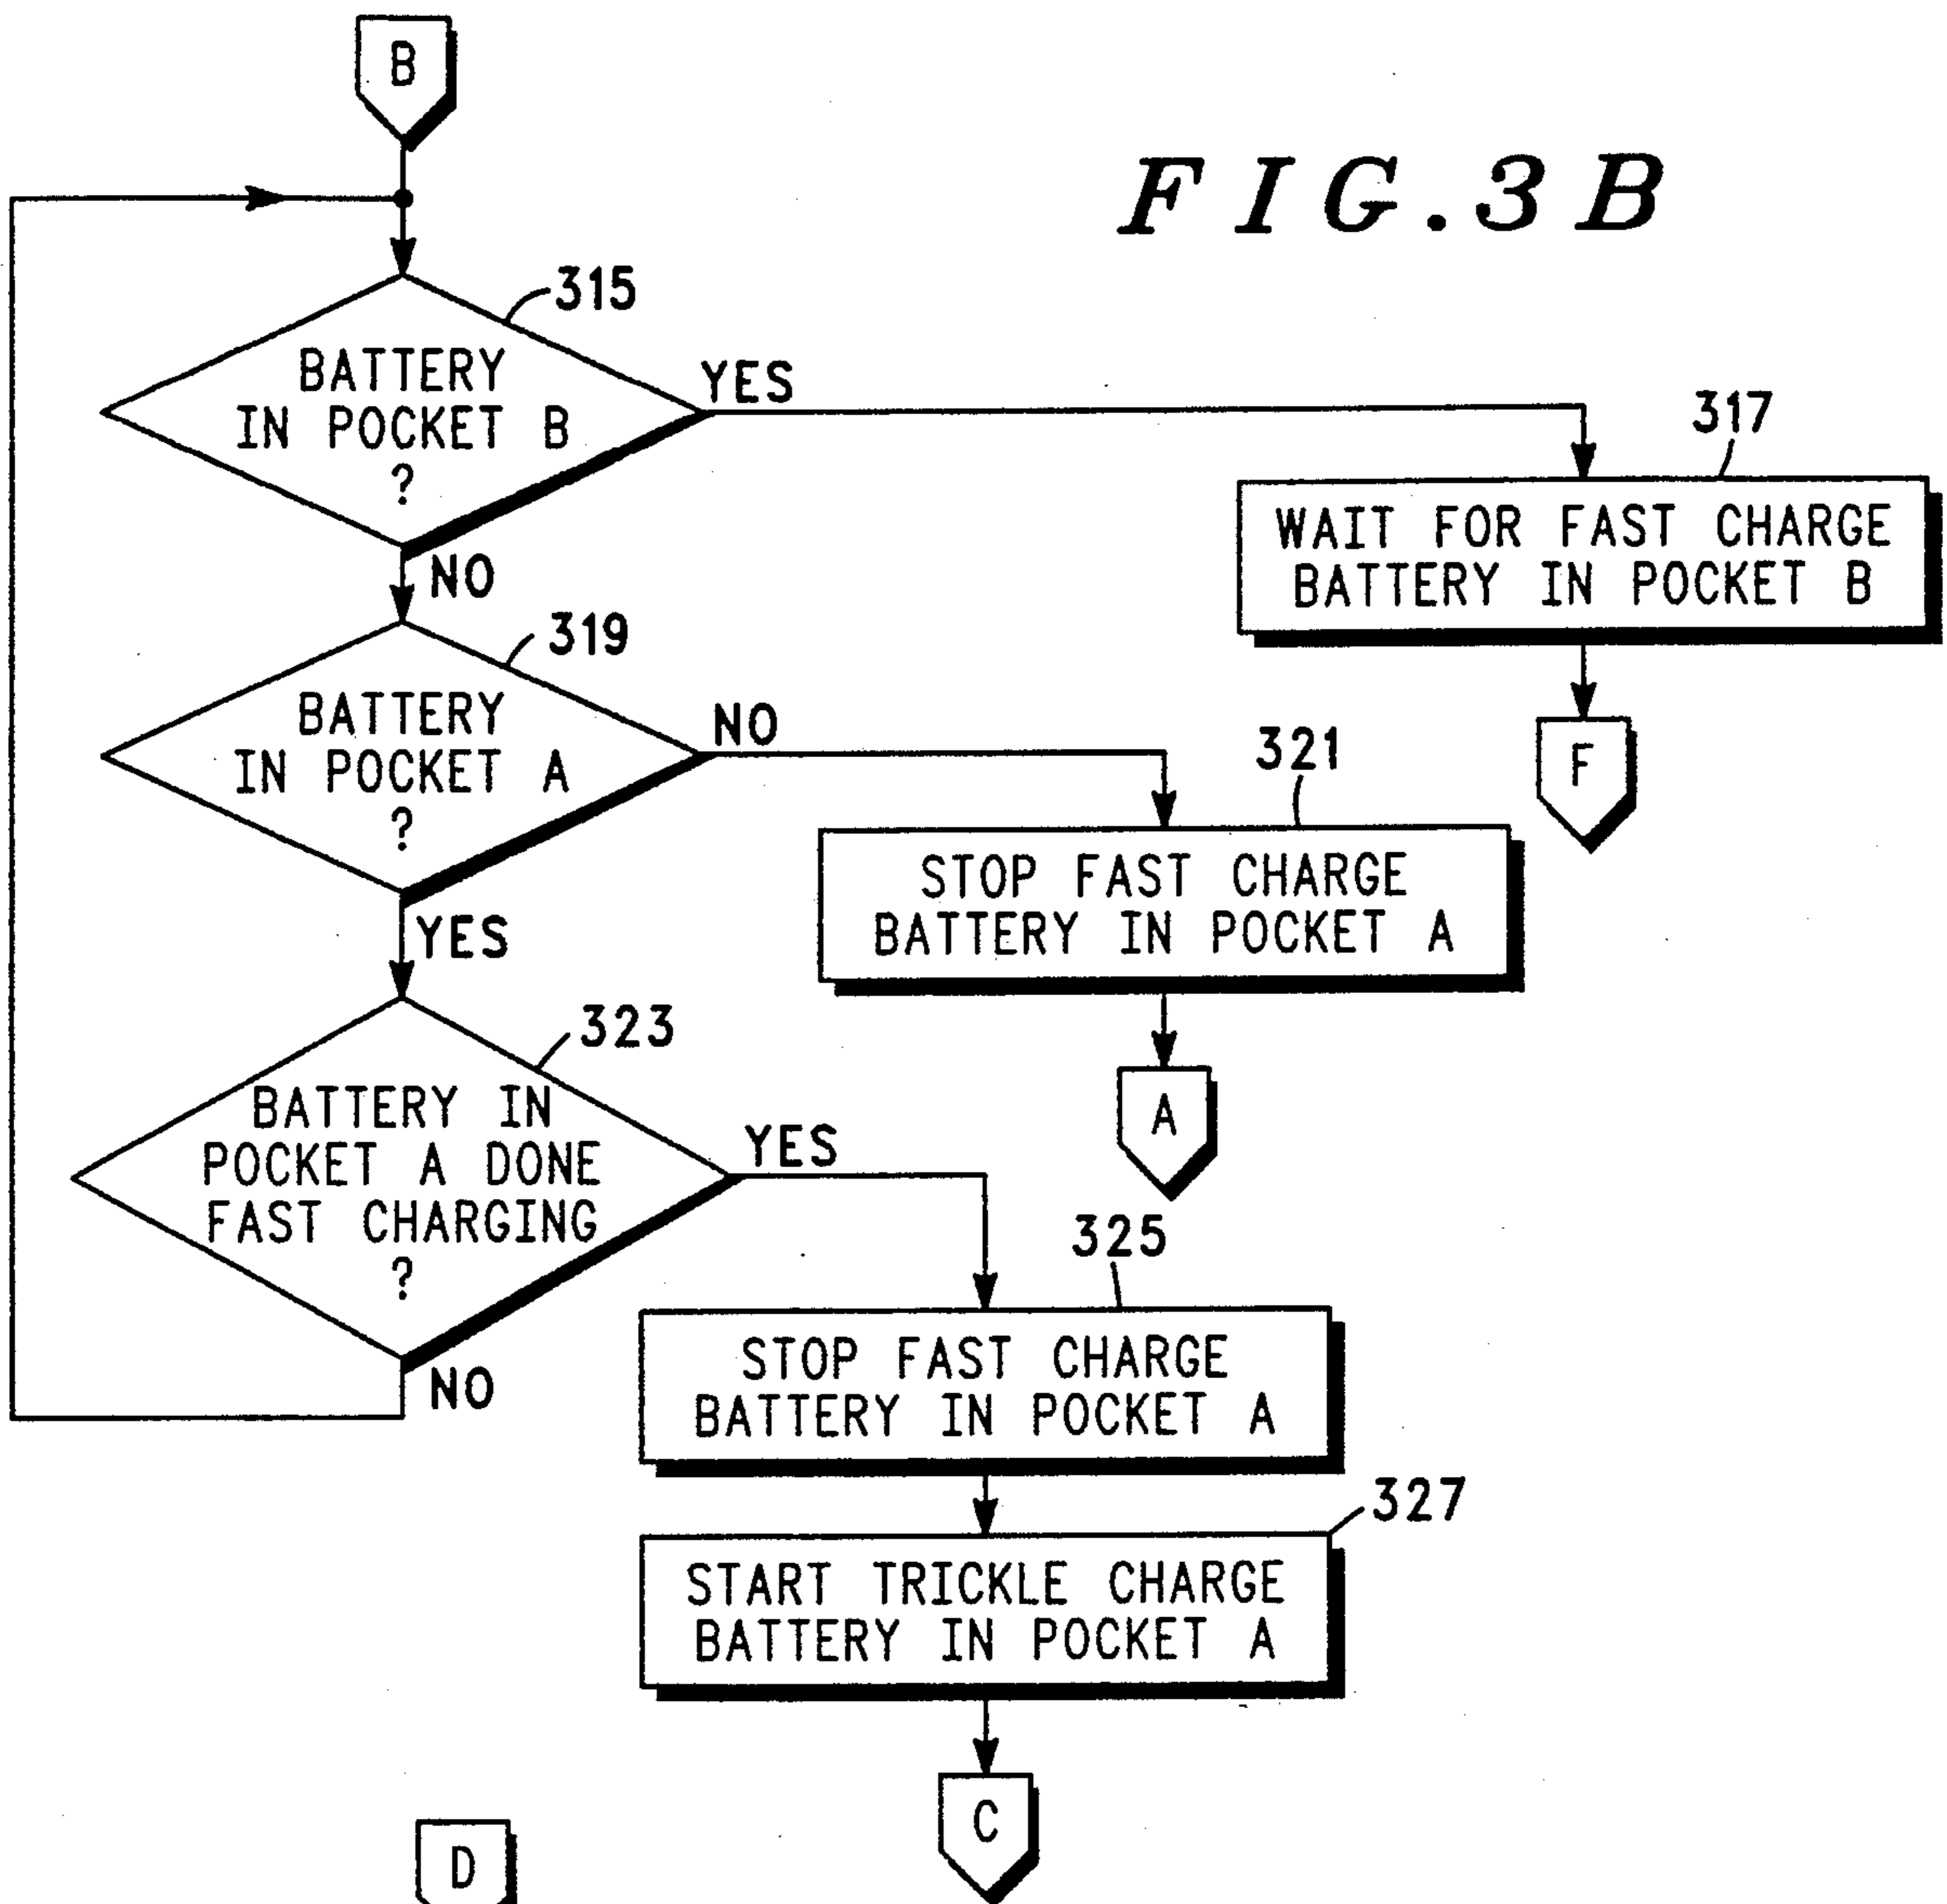 B
FIG.3B
315
BATTERY
IN POCKET B
?
YES
NO
317
WAIT FOR FAST CHARGE
BATTERY IN POCKET B
F
319
BATTERY
IN POCKET A
?
NO
YES
321
STOP FAST CHARGE
BATTERY IN POCKET A
A
323
BATTERY IN
POCKET A DONE
FAST CHARGING
?
YES
NO
325
STOP FAST CHARGE
BATTERY IN POCKET A
327
START TRICKLE CHARGE
BATTERY IN POCKET A
C
D